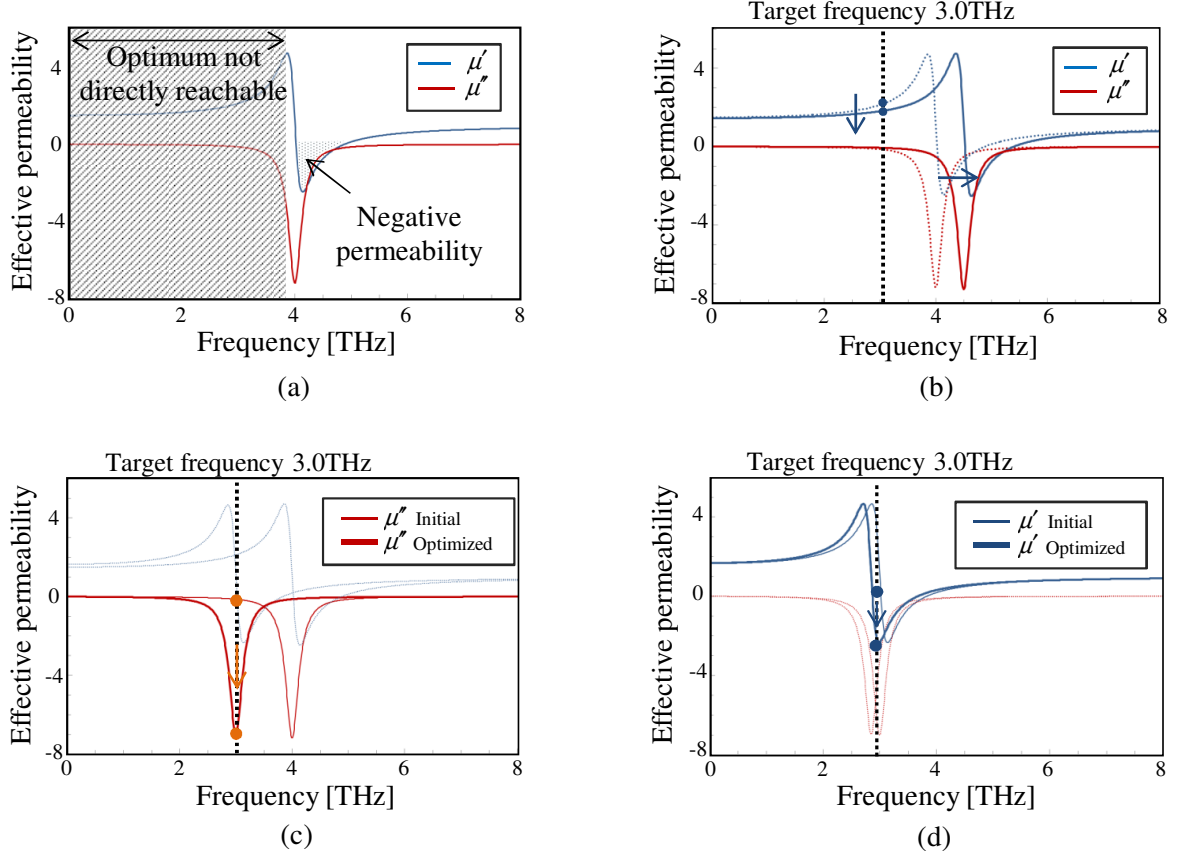 Effective permeability
4
0
-4
-8
Optimum not
directly reachable
μ′
μ″
Negative
permeability
0 2 4 6 8
Frequency [THz]
(a)
Target frequency 3.0THz
Effective permeability
4
0
-4
-8
μ′
μ″
0 2 4 6 8
Frequency [THz]
(b)
Target frequency 3.0THz
Effective permeability
4
0
-4
-8
μ″ Initial
μ″ Optimized
0 2 4 6 8
Frequency [THz]
(c)
Target frequency 3.0THz
Effective permeability
4
0
-4
-8
μ′ Initial
μ′ Optimized
0 2 4 6 8
Frequency [THz]
(d)